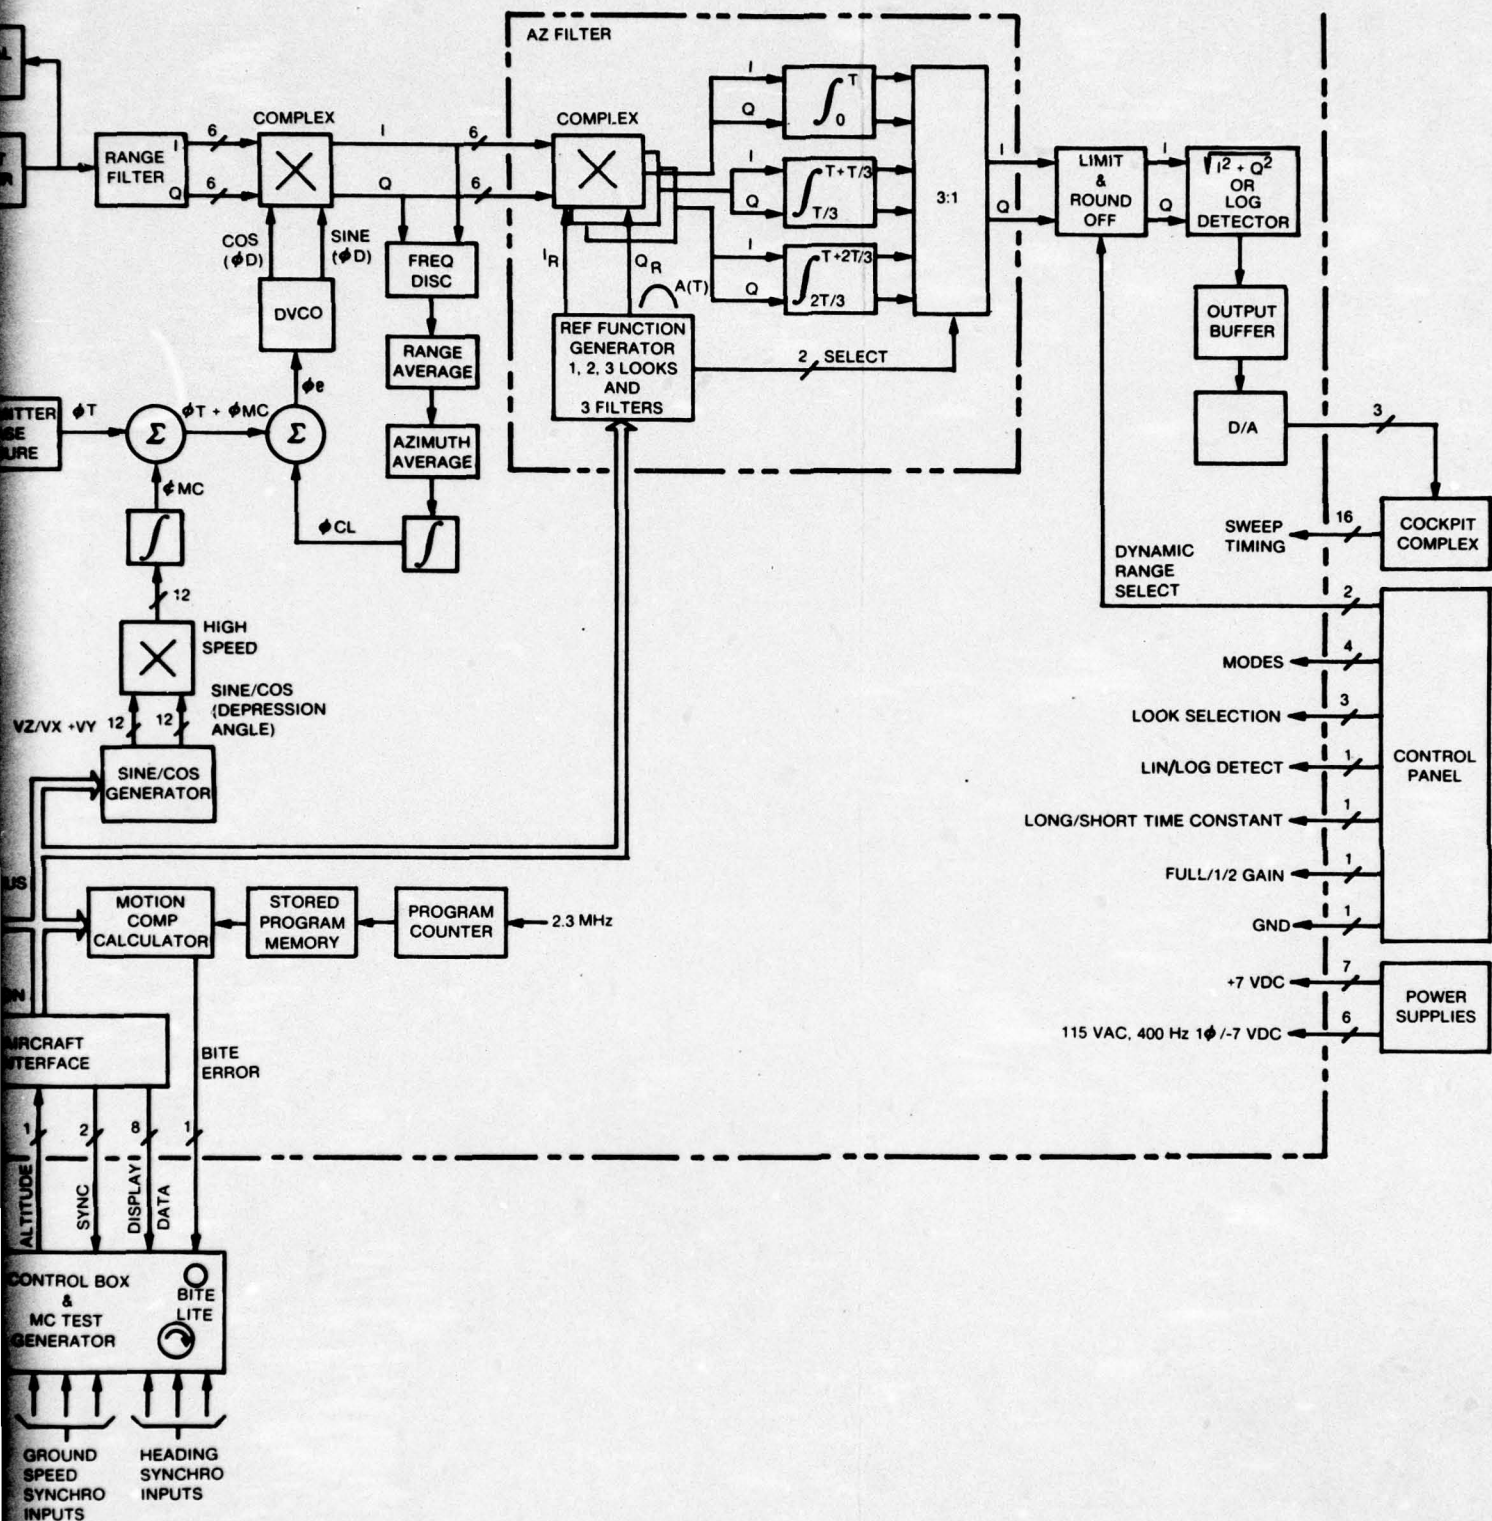 AZ FILTER
COMPLEX
COMPLEX
RANGE
FILTER
I
Q
6
6
I
Q
6
6
I
Q
∫ T 0
I
Q
∫ T+T/3 T/3
I
Q
∫ T+2T/3 2T/3
3:1
I
Q
LIMIT
&
ROUND
OFF
I
Q
√I² + Q²
OR
LOG
DETECTOR
COS
(ϕD)
SINE
(ϕD)
DVCO
FREQ
DISC
RANGE
AVERAGE
AZIMUTH
AVERAGE
∫
IR
QR
A(T)
REF FUNCTION
GENERATOR
1, 2, 3 LOOKS
AND
3 FILTERS
2
SELECT
OUTPUT
BUFFER
D/A
3
COCKPIT
COMPLEX
16
SWEEP
TIMING
ϕT
Σ
ϕT + ϕMC
Σ
ϕe
ϕMC
ϕCL
∫
12
HIGH
SPEED
SINE/COS
(DEPRESSION
ANGLE)
VZ/VX +VY
12
12
SINE/COS
GENERATOR
DYNAMIC
RANGE
SELECT
2
MODES
4
LOOK SELECTION
3
LIN/LOG DETECT
1
LONG/SHORT TIME CONSTANT
1
FULL/1/2 GAIN
1
GND
1
CONTROL
PANEL
+7 VDC
7
115 VAC, 400 Hz 1ϕ/-7 VDC
6
POWER
SUPPLIES
MOTION
COMP
CALCULATOR
STORED
PROGRAM
MEMORY
PROGRAM
COUNTER
2.3 MHz
BITE
ERROR
1
2
8
1
ALTITUDE
SYNC
DISPLAY
DATA
CONTROL BOX
&
MC TEST
GENERATOR
BITE
LITE
GROUND
SPEED
SYNCHRO
INPUTS
HEADING
SYNCHRO
INPUTS